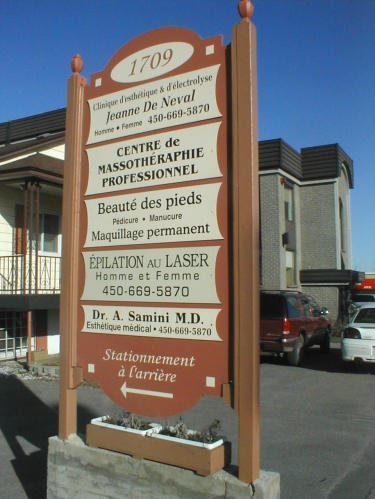 1709
Clinique d'esthétique & d'électolyse
Jeanne De Neval
Homme • Femme 450-669-5870
CENTRE de
MASSOTHÉRAPHIE
PROFESSIONNEL
Beauté des pieds
Pédicure • Manucure
Maquillage permanent
ÉPILATION AU LASER
Homme et Femme
450-669-5870
Dr. A. Samini M.D.
Esthétique médical • 450-669-5870
Stationnement
à l'arrière